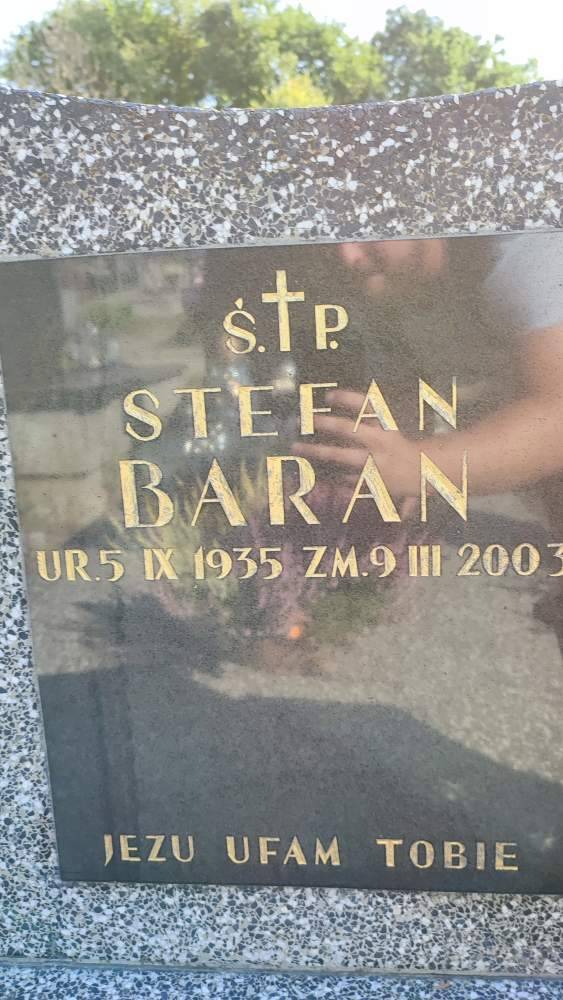 Ś. P.
STEFAN
BARAN
UR.5 IX 1935 ZM.9 III 2003
JEZU UFAM TOBIE